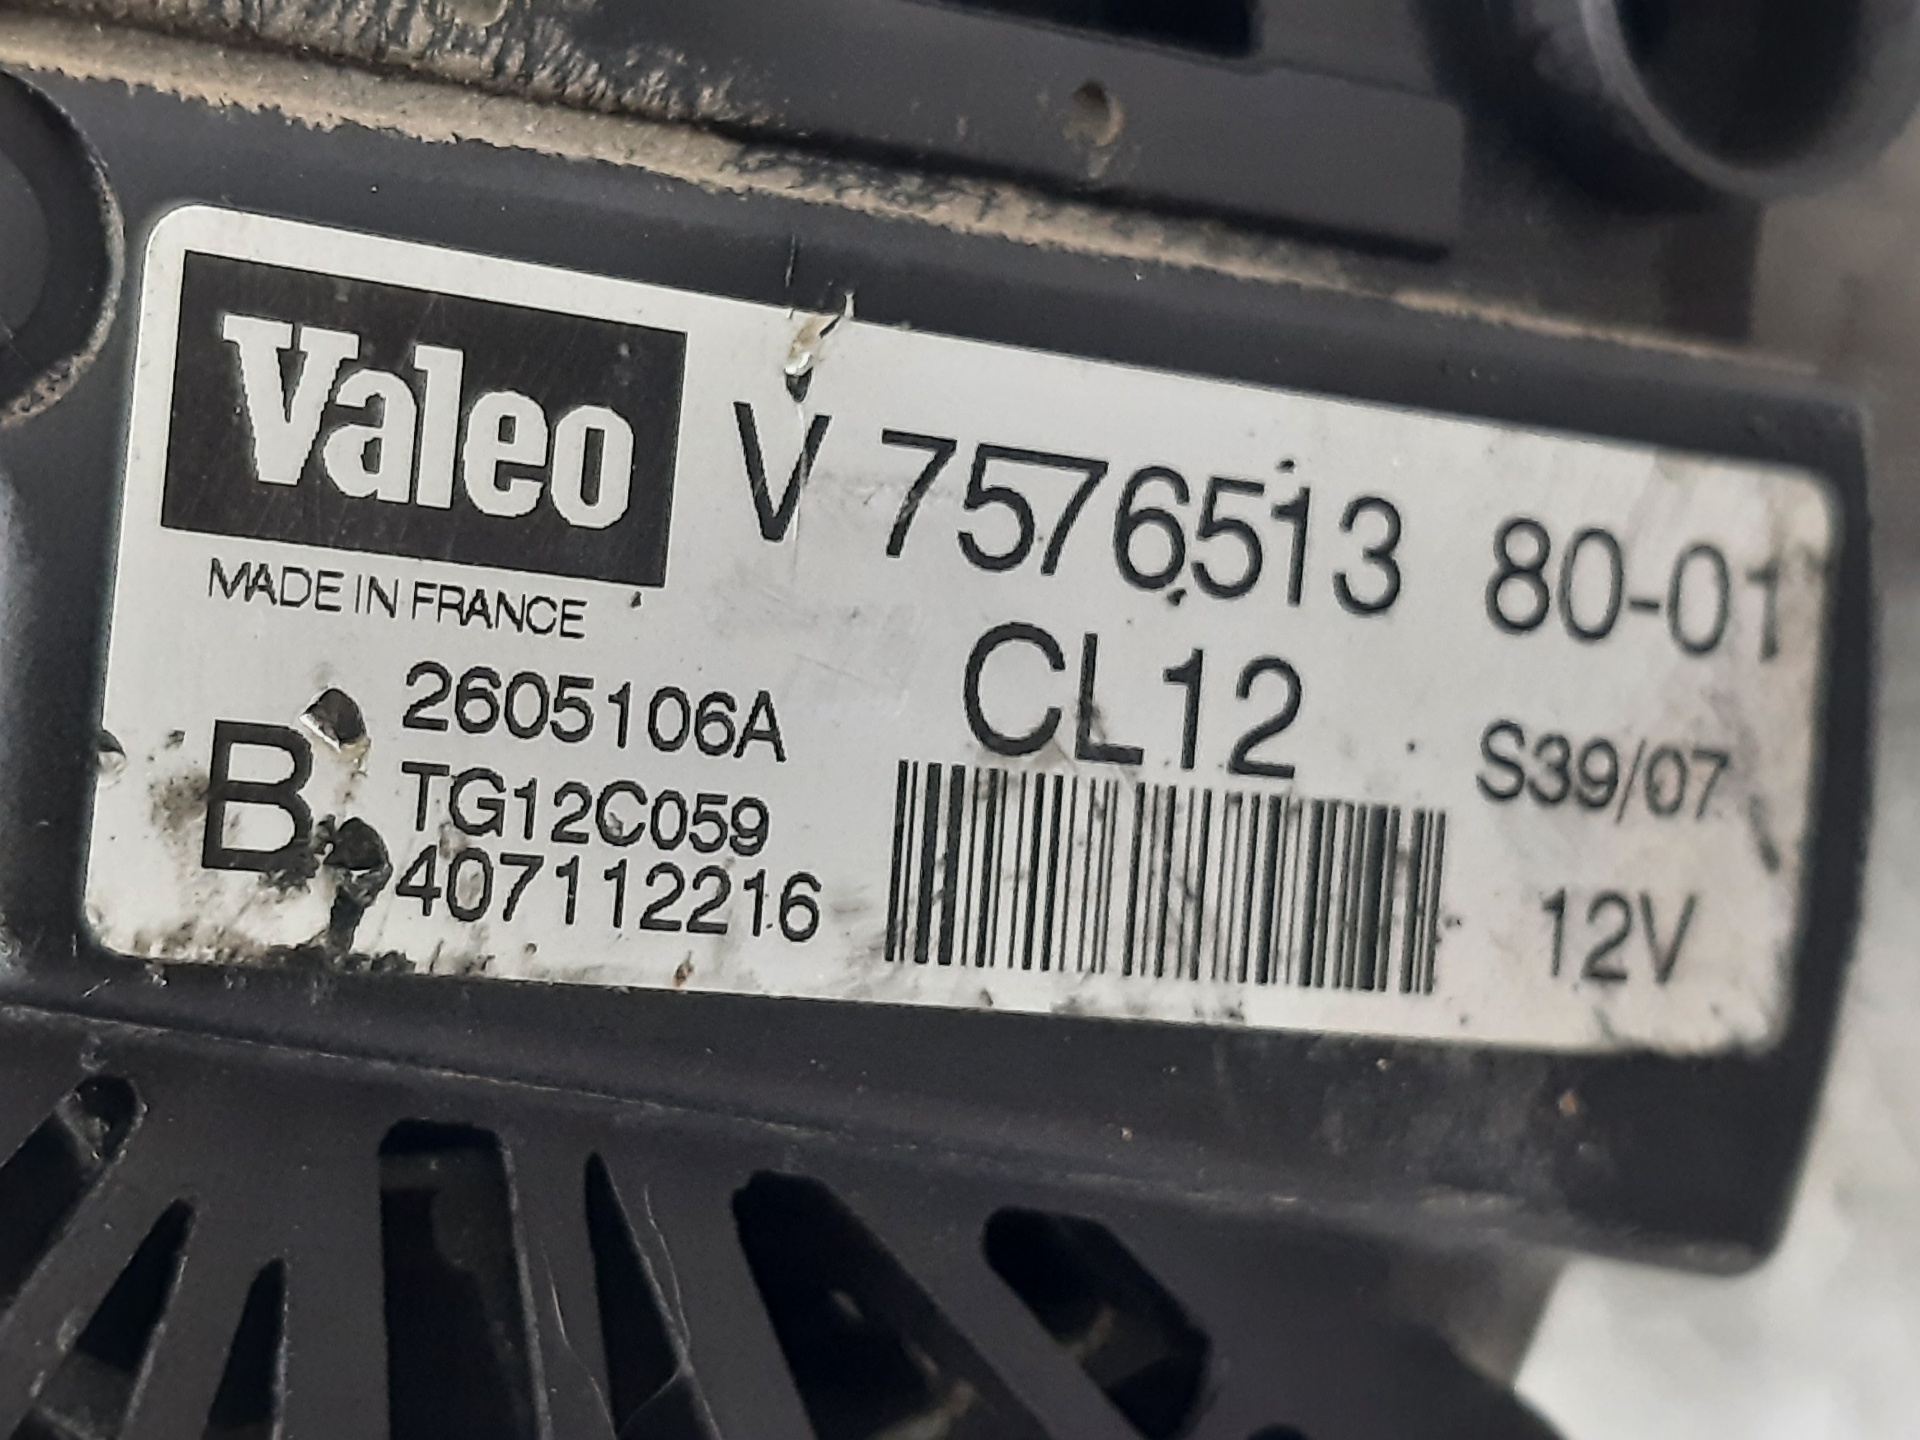 Valeo
V 7576513 80-01
MADE IN FRANCE
CL12
2605106A
B TG12C059
407112216
S39/07
12V